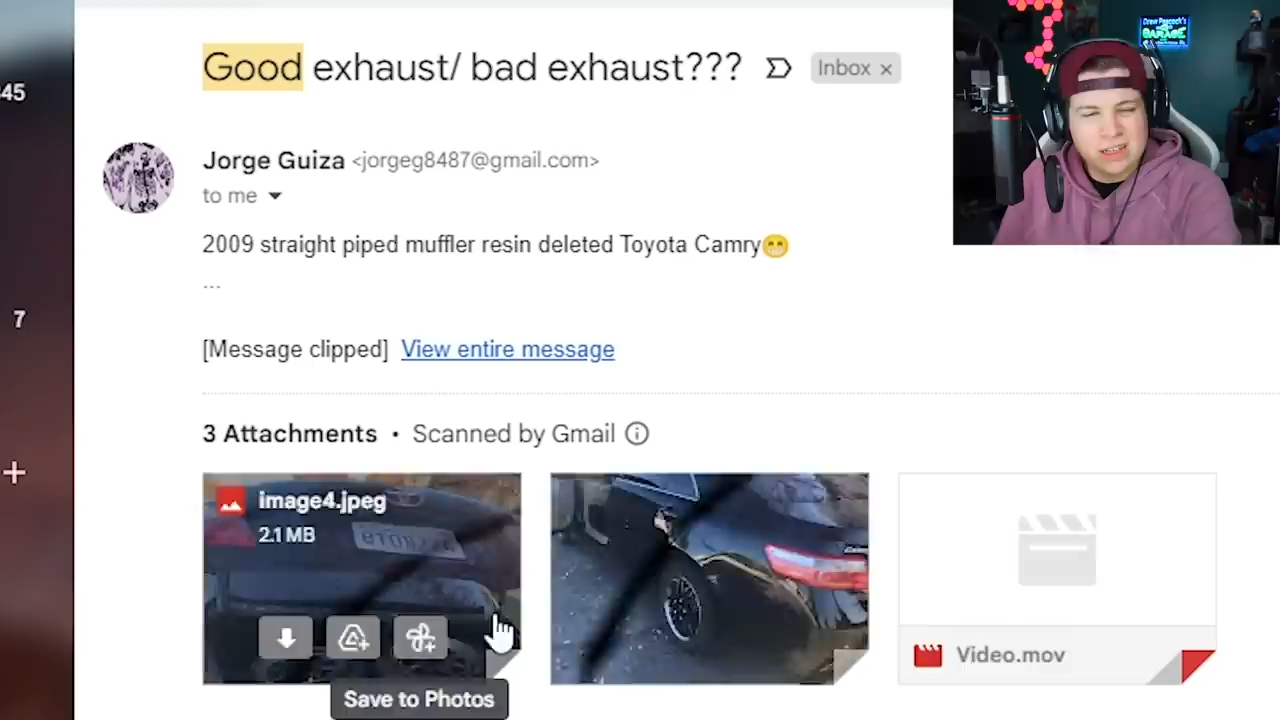 45
Good exhaust/ bad exhaust???
Inbox ×
Jorge Guiza <jorgeg8487@gmail.com>
to me
7
2009 straight piped muffler resin deleted Toyota Camry😁
...
[Message clipped] View entire message
3 Attachments • Scanned by Gmail
image4.jpeg
2.1 MB
Video.mov
Save to Photos
GARAGE